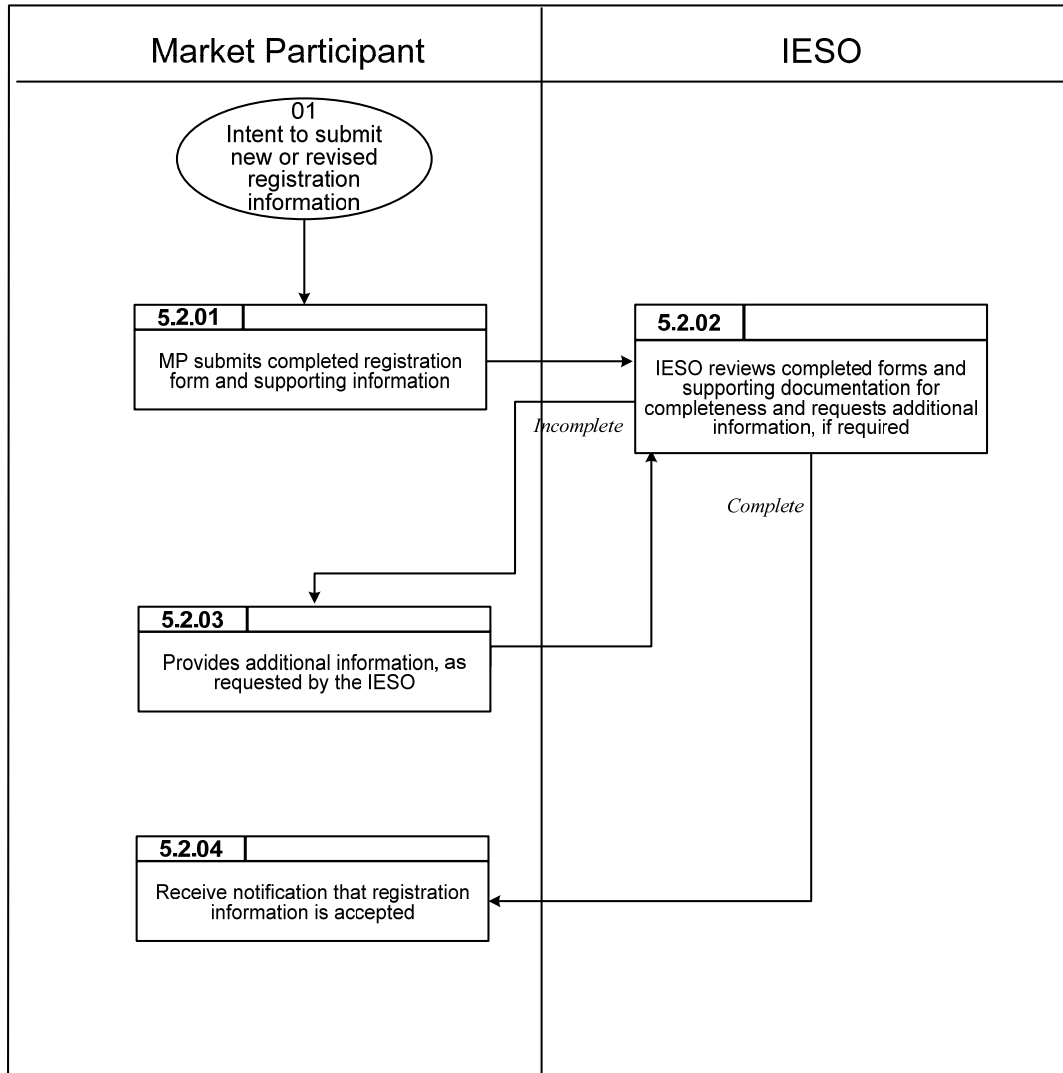 Market Participant
IESO
01
Intent to submit
new or revised
registration
information
5.2.01
MP submits completed registration
form and supporting information
5.2.02
IESO reviews completed forms and
supporting documentation for
completeness and requests additional
information, if required
Incomplete
Complete
5.2.03
Provides additional information, as
requested by the IESO
5.2.04
Receive notification that registration
information is accepted